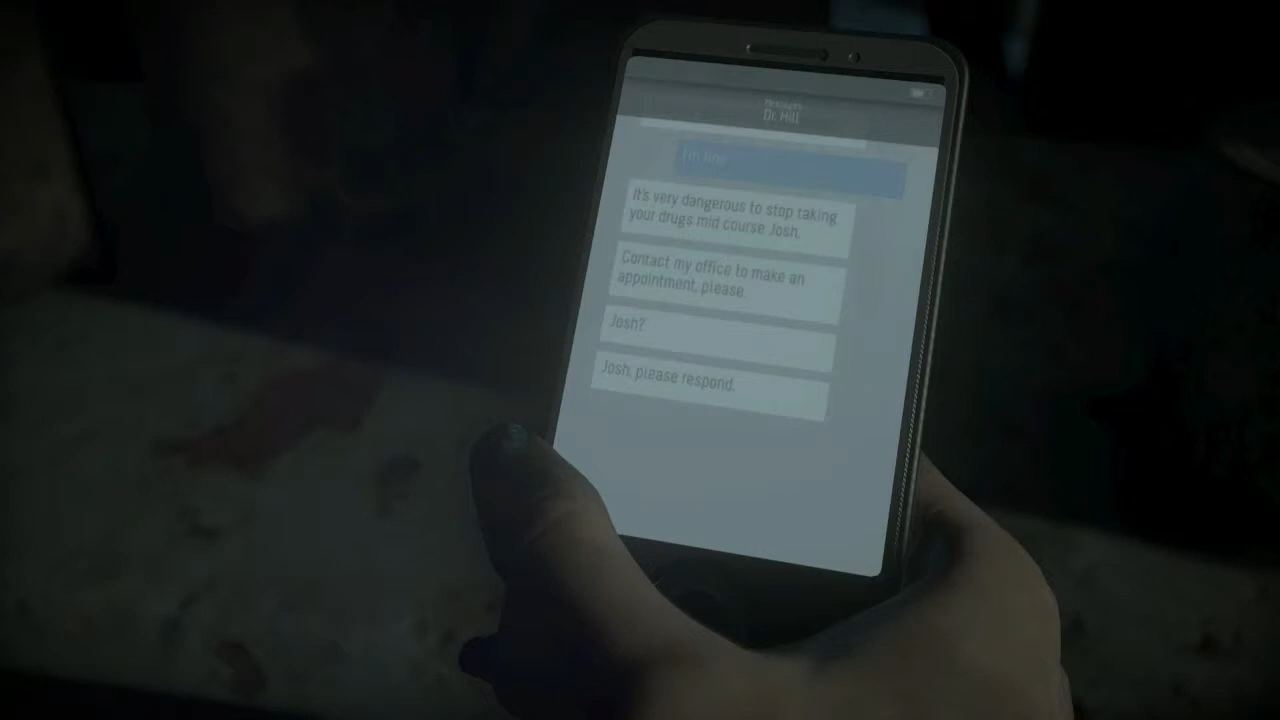 Messages
Dr. Hill
I'm fine
It's very dangerous to stop taking
your drugs mid course Josh.
Contact my office to make an
appointment, please.
Josh?
Josh, please respond.